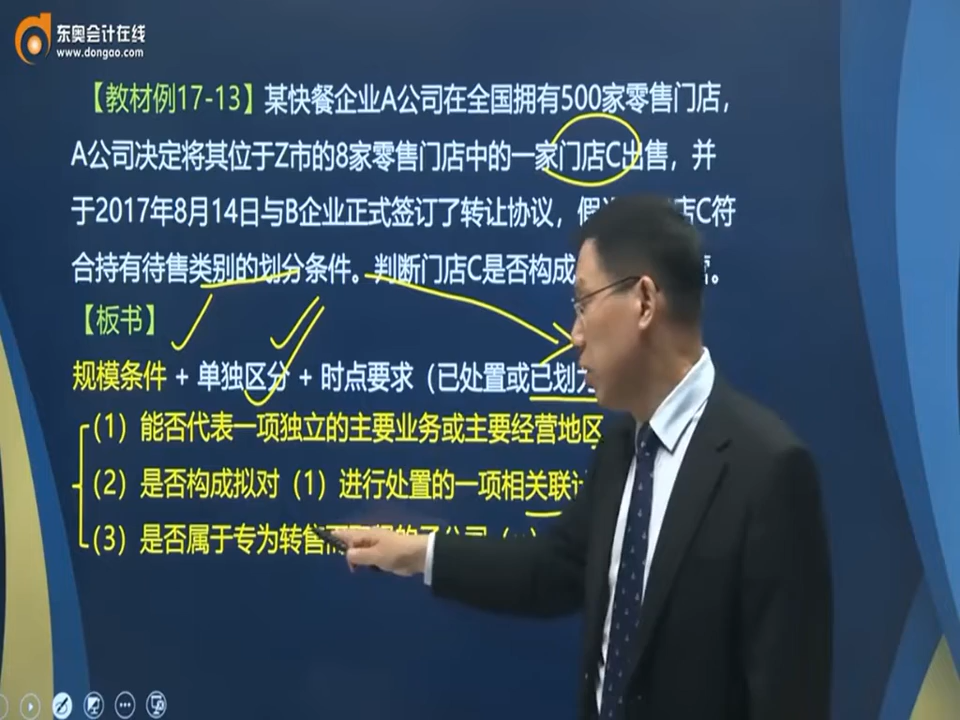 东奥会计在线
www.dongao.com
【教材例17-13】某快餐企业A公司在全国拥有500家零售门店，
A公司决定将其位于Z市的8家零售门店中的一家门店C出售，并
于2017年8月14日与B企业正式签订了转让协议，假 店C符
合持有待售类别的划分条件。判断门店C是否构成 营。
【板书】
规模条件 + 单独区分 + 时点要求（已处置或已划
（1）能否代表一项独立的主要业务或主要经营地区
（2）是否构成拟对（1）进行处置的一项相关联
（3）是否属于专为转售 子公司（